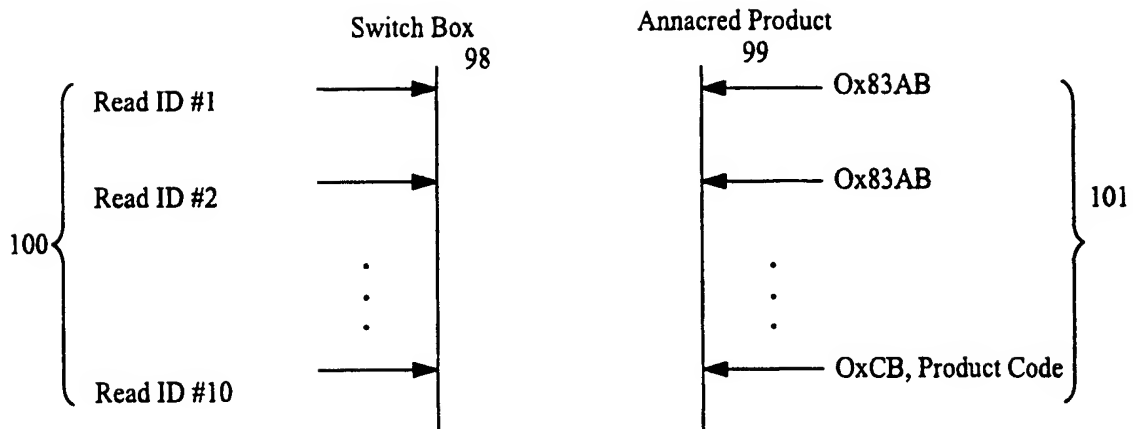 Switch Box
98
Annacred Product
99
Read ID #1
Ox83AB
Read ID #2
Ox83AB
100
101
Read ID #10
OxCB, Product Code